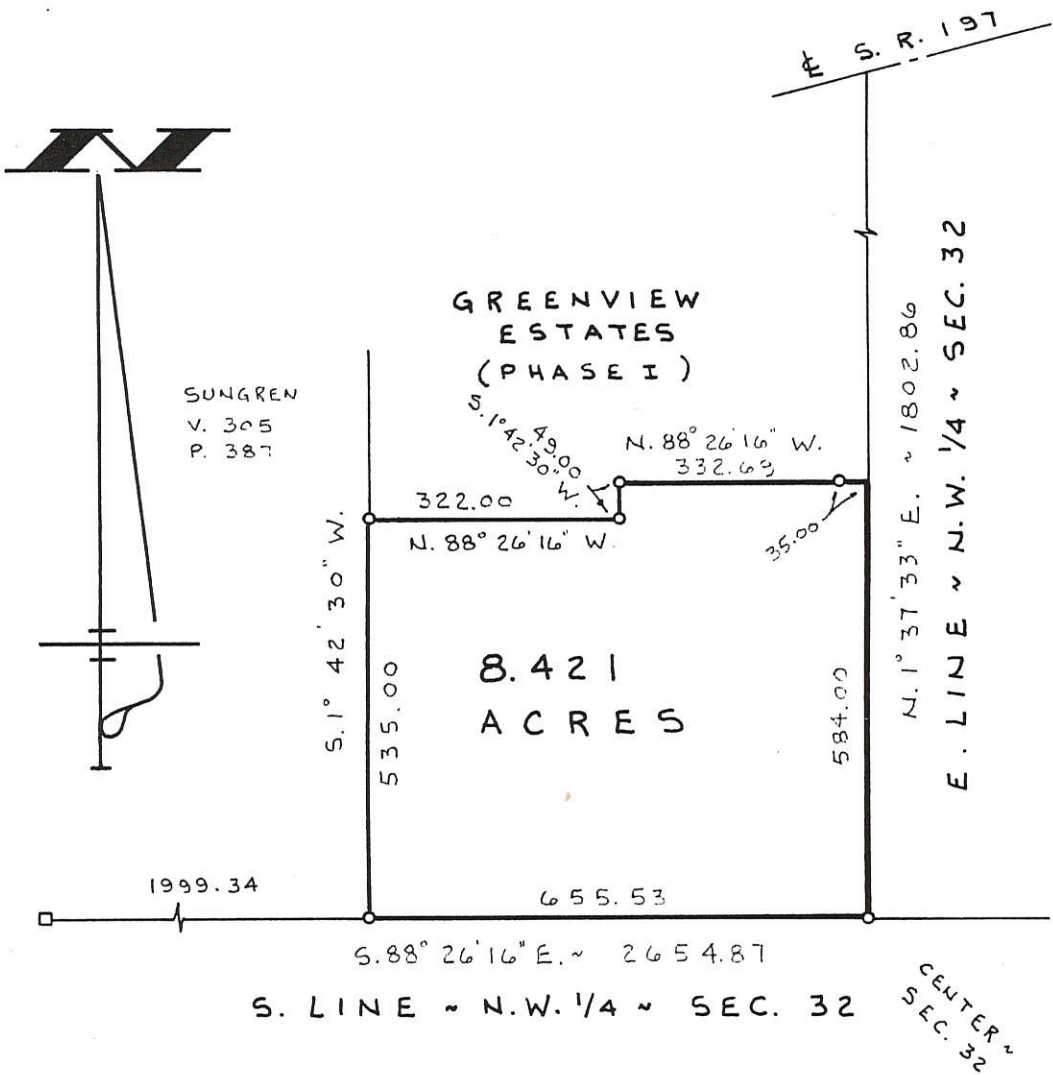 ℄ S. R. 197
N
SUNGREN
V. 305
P. 387
GREENVIEW
ESTATES
(PHASE I)
S. 1° 42' 30" W.
49.00
N. 88° 26' 16" W.
332.69
35.00
322.00
N. 88° 26' 16" W.
S. 1° 42' 30" W.
535.00
8.421
ACRES
584.00
N. 1° 37' 33" E. ~ 1802.86
E. LINE ~ N.W. 1/4 ~ SEC. 32
1999.34
655.53
S. 88° 26' 16" E. ~ 2654.87
S. LINE ~ N.W. 1/4 ~ SEC. 32
CENTER ~
SEC. 32